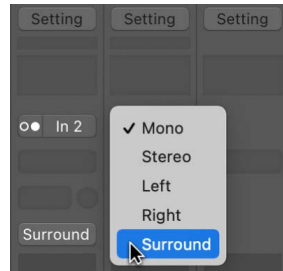 Setting Setting Setting
In 2
✓ Mono
Stereo
Left
Right
Surround
Surround